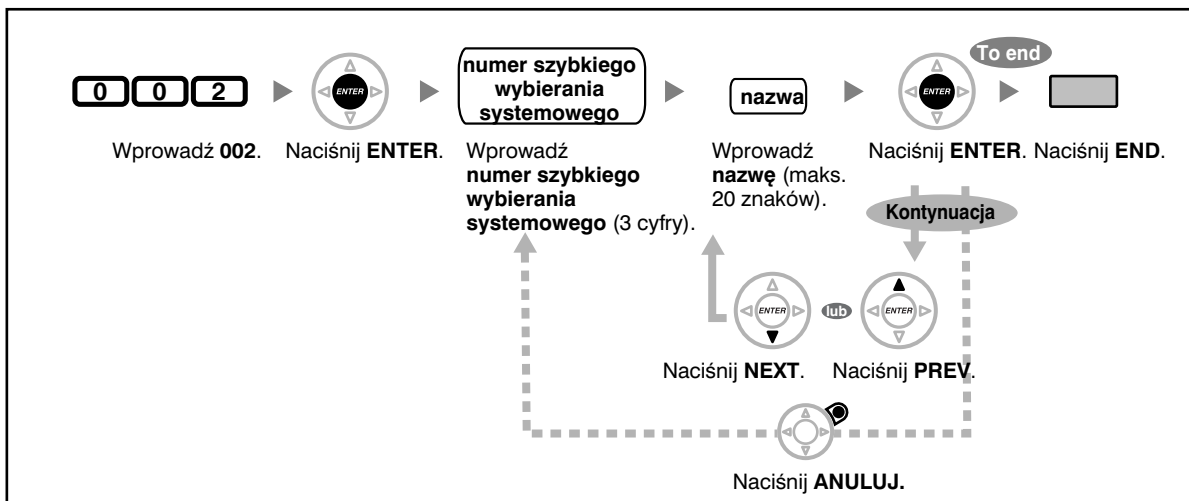 To end
0 0 2
ENTER
numer szybkiego
wybierania
systemowego
nazwa
ENTER
Wprowadź 002.
Naciśnij ENTER.
Wprowadź
numer szybkiego
wybierania
systemowego (3 cyfry).
Wprowadź
nazwę (maks.
20 znaków).
Naciśnij ENTER.
Naciśnij END.
Kontynuacja
ENTER
lub
ENTER
Naciśnij NEXT.
Naciśnij PREV.
Naciśnij ANULUJ.